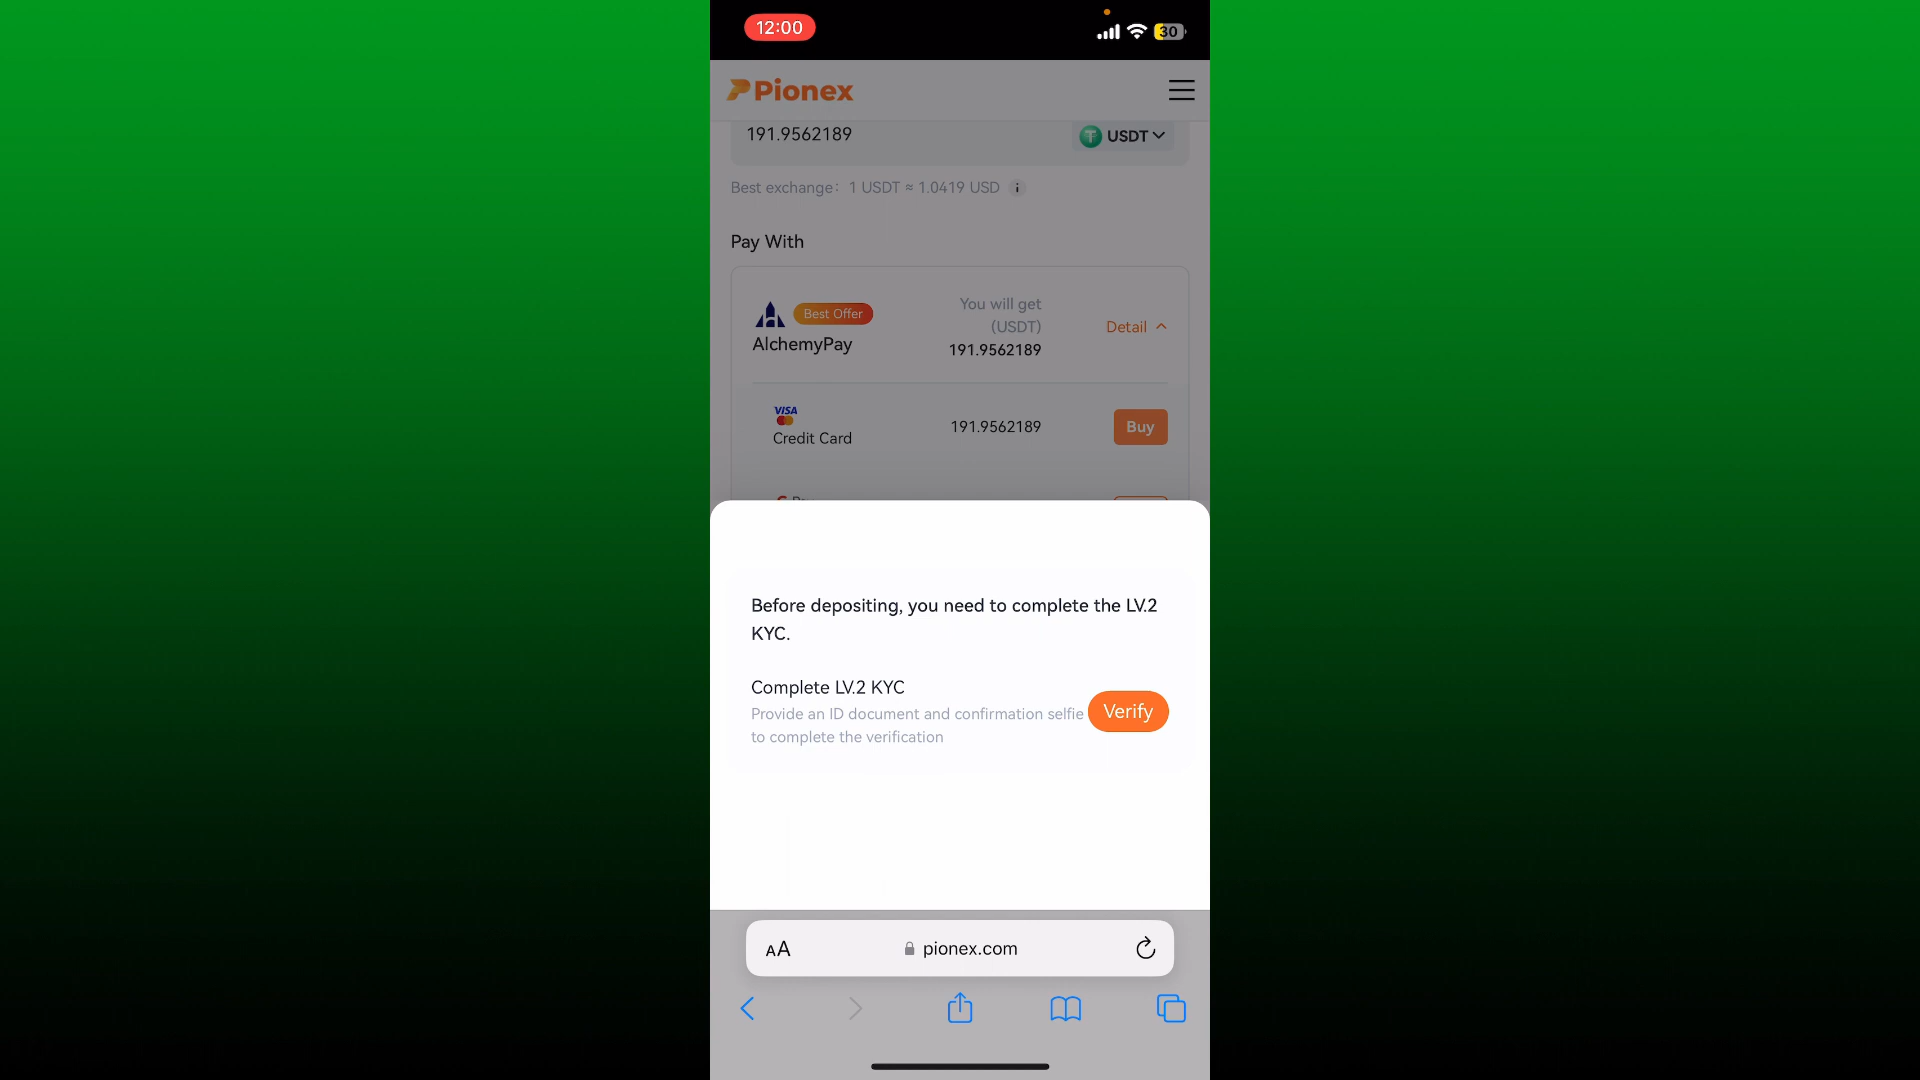 12:00
30
Pionex
191.9562189
USDT
Best exchange: 1 USDT ≈ 1.0419 USD
Pay With
Best Offer
AlchemyPay
You will get
(USDT)
191.9562189
Detail
VISA
Credit Card
191.9562189
Buy
Before depositing, you need to complete the LV.2
KYC.
Complete LV.2 KYC
Provide an ID document and confirmation selfie
to complete the verification
Verify
AA
pionex.com